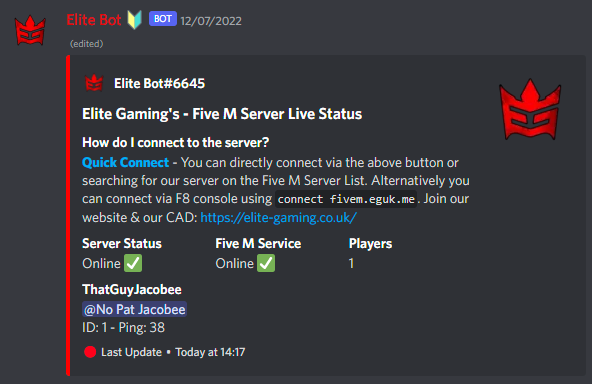 Elite Bot BOT 12/07/2022
(edited)
Elite Bot#6645
Elite Gaming's - Five M Server Live Status
How do I connect to the server?
Quick Connect - You can directly connect via the above button or
searching for our server on the Five M Server List. Alternatively you
can connect via F8 console using connect fivem.eguk.me. Join our
website & our CAD: https://elite-gaming.co.uk/
Server Status Five M Service Players
Online ✅ Online ✅ 1
ThatGuyJacobee
@No Pat Jacobee
ID: 1 - Ping: 38
Last Update • Today at 14:17